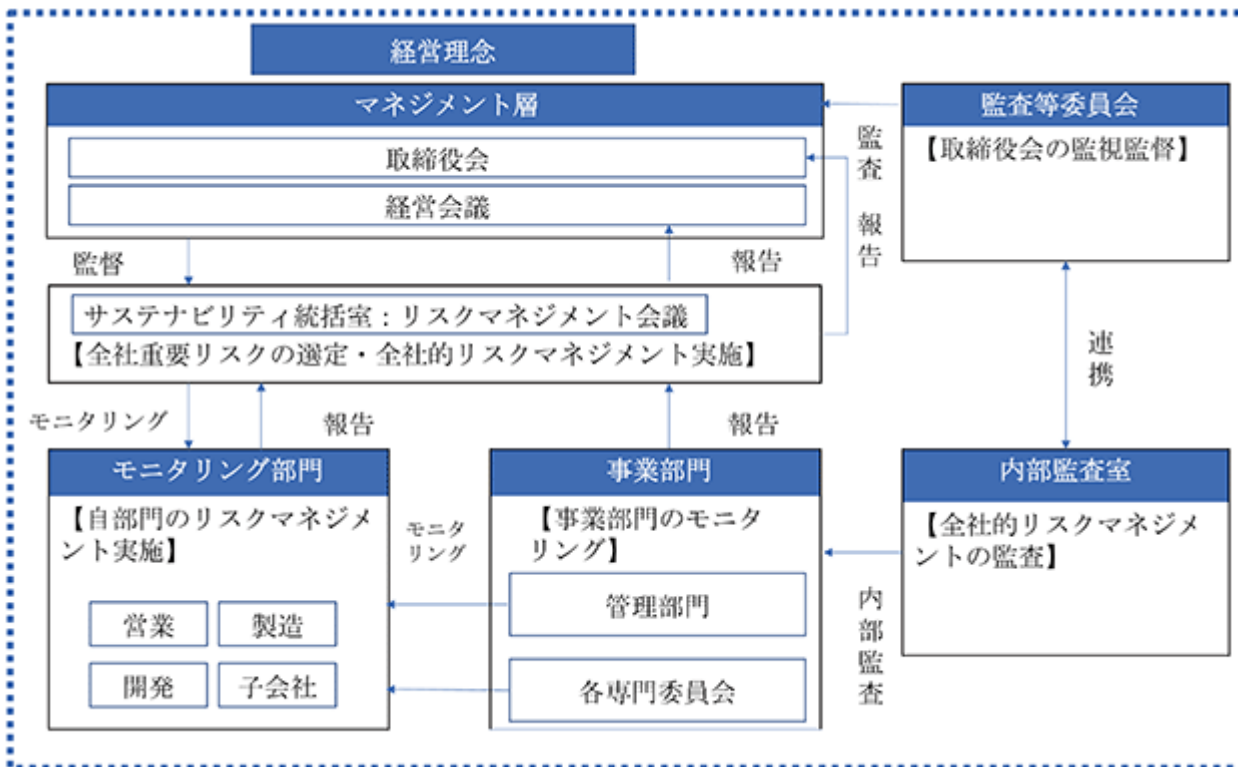 経営理念
マネジメント層
取締役会
経営会議
監査等委員会
【取締役会の監視監督】
監査
報告
監督
報告
サステナビリティ統括室：リスクマネジメント会議
【全社重要リスクの選定・全社的リスクマネジメント実施】
連携
モニタリング
報告
報告
モニタリング部門
【自部門のリスクマネジメ
ント実施】
営業
製造
開発
子会社
モニタ
リング
事業部門
【事業部門のモニタ
リング】
管理部門
各専門委員会
内部監査室
【全社的リスクマネジメ
ントの監査】
内部監査